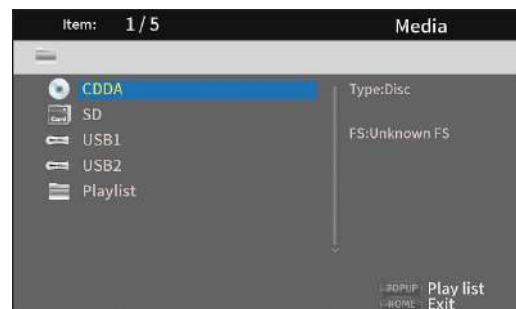 Item: 1/5 Media
CDDA
Type:Disc
SD
Card
USB1
FS:Unknown FS
USB2
Playlist
POPUP Play list
HOME Exit